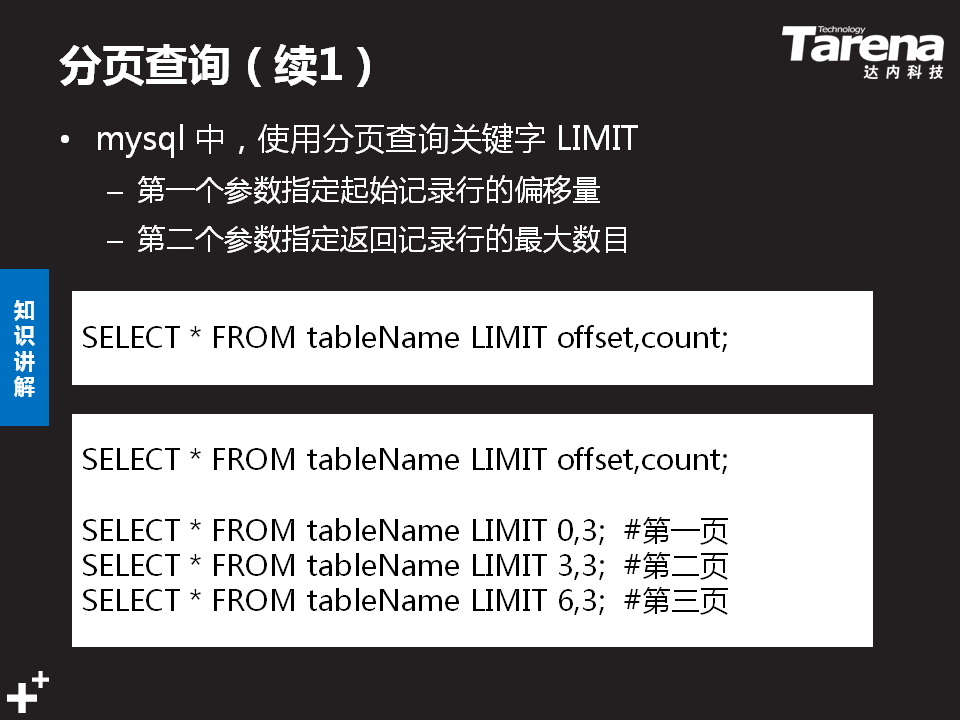 分页查询（续1）
Technology
Tarena
达内科技
• mysql 中，使用分页查询关键字 LIMIT
– 第一个参数指定起始记录行的偏移量
– 第二个参数指定返回记录行的最大数目
知识讲解
SELECT * FROM tableName LIMIT offset,count;
SELECT * FROM tableName LIMIT offset,count;
SELECT * FROM tableName LIMIT 0,3;  #第一页
SELECT * FROM tableName LIMIT 3,3;  #第二页
SELECT * FROM tableName LIMIT 6,3;  #第三页